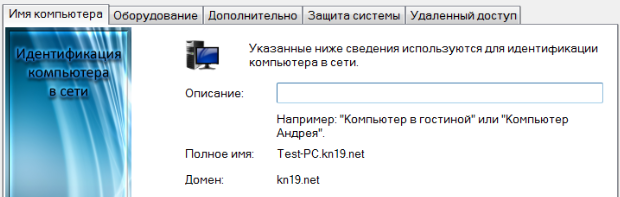 Имя компьютера Оборудование Дополнительно Защита системы Удаленный доступ
Идентификация
компьютера
в сети
Указанные ниже сведения используются для идентификации
компьютера в сети.
Описание:
Например: "Компьютер в гостиной" или "Компьютер
Андрея".
Полное имя: Test-PC.kn19.net
Домен: kn19.net